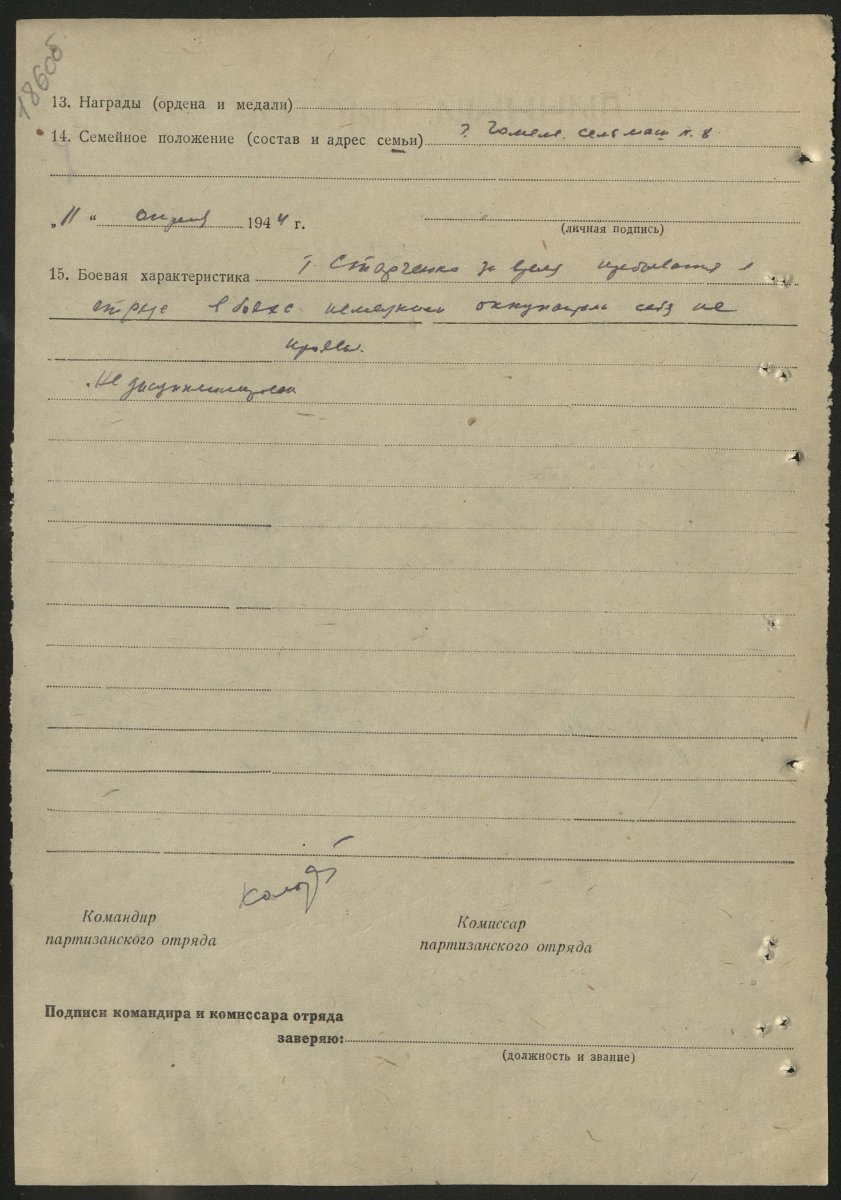 18606
13. Награды (ордена и медали)
14. Семейное положение (состав и адрес семьи) г. Гомель. сельмаш п. 8
„11“ апреля 1944 г.
(личная подпись)
15. Боевая характеристика Т. Старченко за время пребывания в
отряде в боях с немецкими оккупантами себя не
проявил.
Не дисциплинирован
Командир
партизанского отряда
Комиссар
партизанского отряда
Подписи командира и комиссара отряда
заверяю:
(должность и звание)